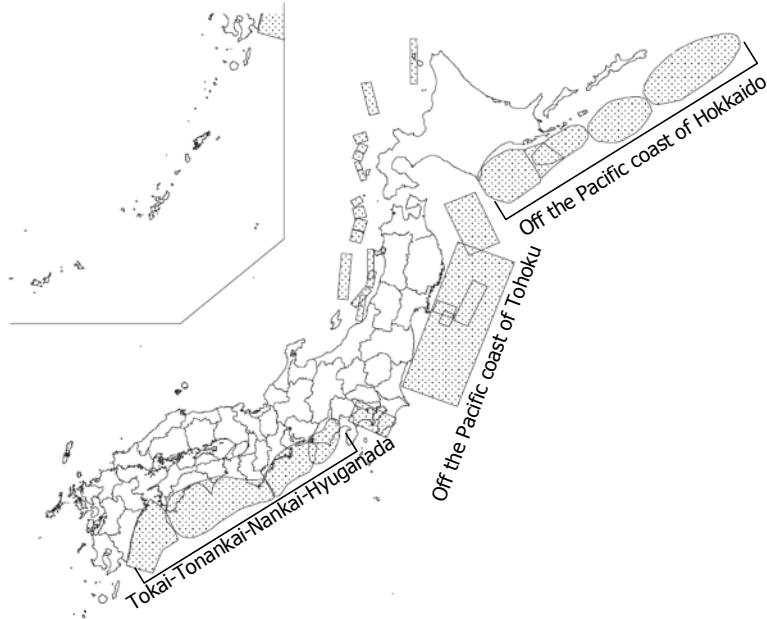 Off the Pacific coast of Hokkaido
Off the Pacific coast of Tohoku
Tokai-Tonankai-Nankai-Hyuganada